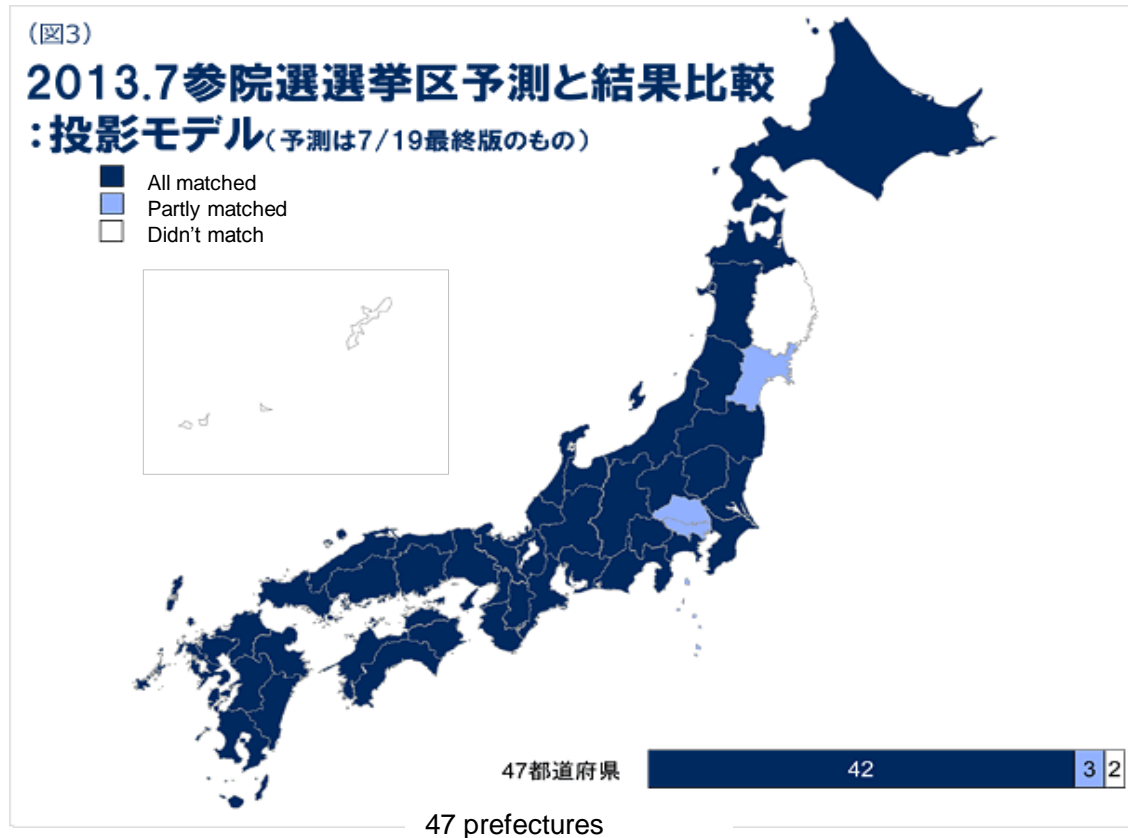 (図3)
2013.7参院選選挙区予測と結果比較
:投影モデル(予測は7/19最終版のもの)
All matched
Partly matched
Didn’t match
47都道府県 42 3 2
47 prefectures